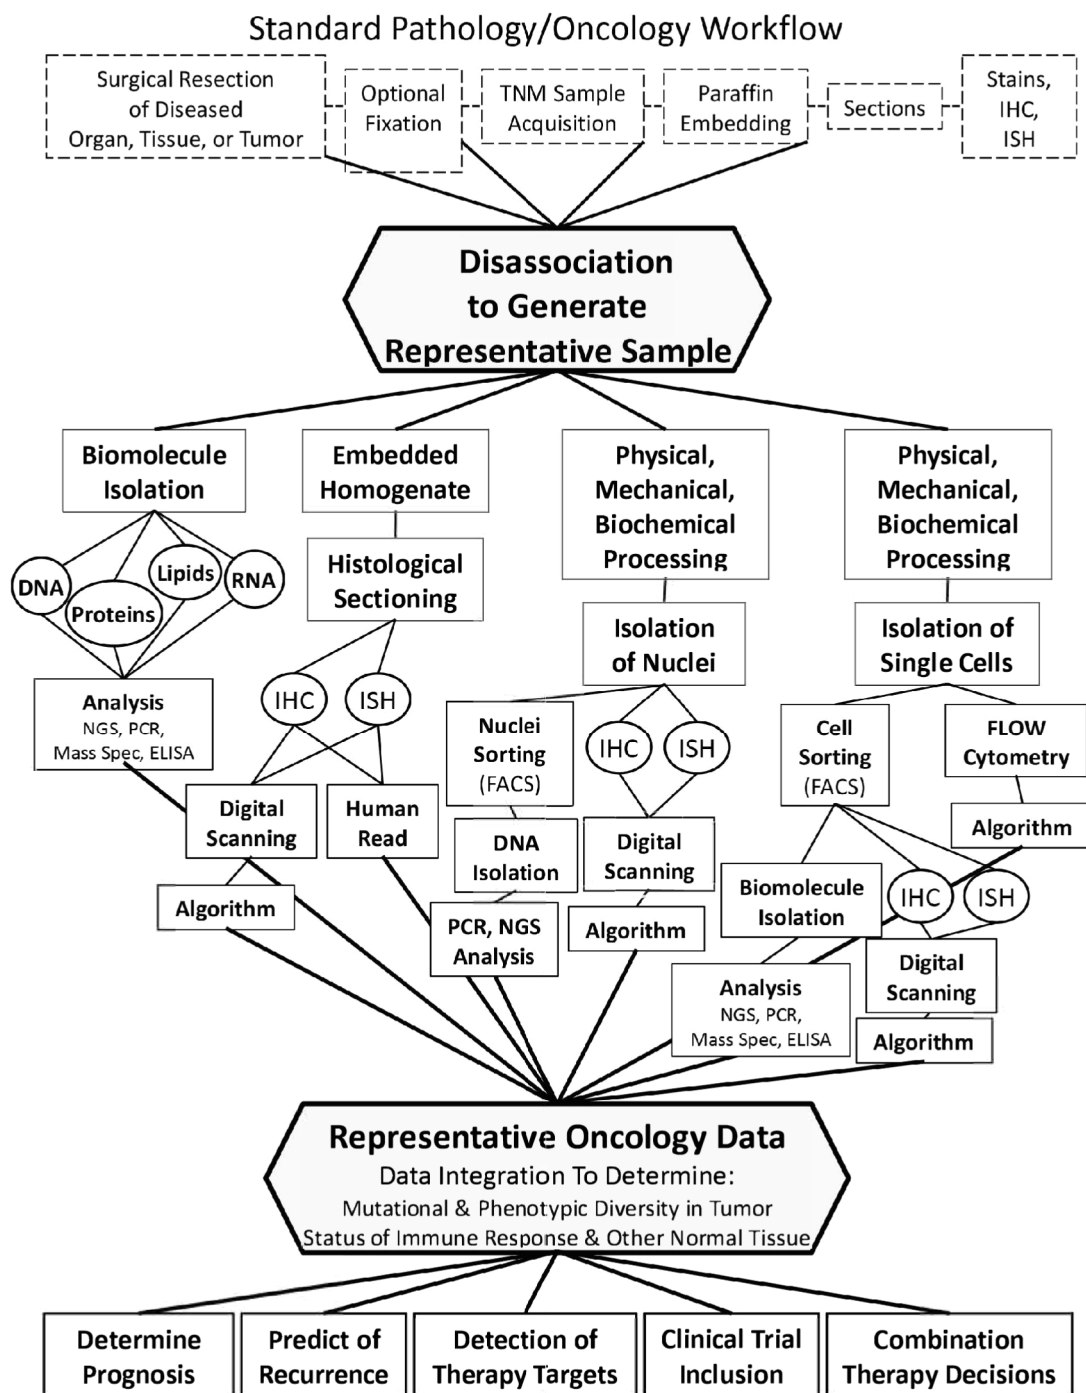 Standard Pathology/Oncology Workflow
Surgical Resection
of Diseased
Organ, Tissue, or Tumor
Optional
Fixation
TNM Sample
Acquisition
Paraffin
Embedding
Sections
Stains,
IHC,
ISH
Disassociation
to Generate
Representative Sample
Biomolecule
Isolation
DNA
Proteins
Lipids
RNA
Analysis
NGS, PCR,
Mass Spec, ELISA
Embedded
Homogenate
Histological
Sectioning
IHC
ISH
Digital
Scanning
Human
Read
Algorithm
Physical,
Mechanical,
Biochemical
Processing
Isolation
of Nuclei
Nuclei
Sorting
(FACS)
IHC
ISH
DNA
Isolation
Digital
Scanning
PCR, NGS
Analysis
Algorithm
Physical,
Mechanical,
Biochemical
Processing
Isolation of
Single Cells
Cell
Sorting
(FACS)
FLOW
Cytometry
Algorithm
Biomolecule
Isolation
IHC
ISH
Analysis
NGS, PCR,
Mass Spec, ELISA
Digital
Scanning
Algorithm
Representative Oncology Data
Data Integration To Determine:
Mutational & Phenotypic Diversity in Tumor
Status of Immune Response & Other Normal Tissue
Determine
Prognosis
Predict of
Recurrence
Detection of
Therapy Targets
Clinical Trial
Inclusion
Combination
Therapy Decisions